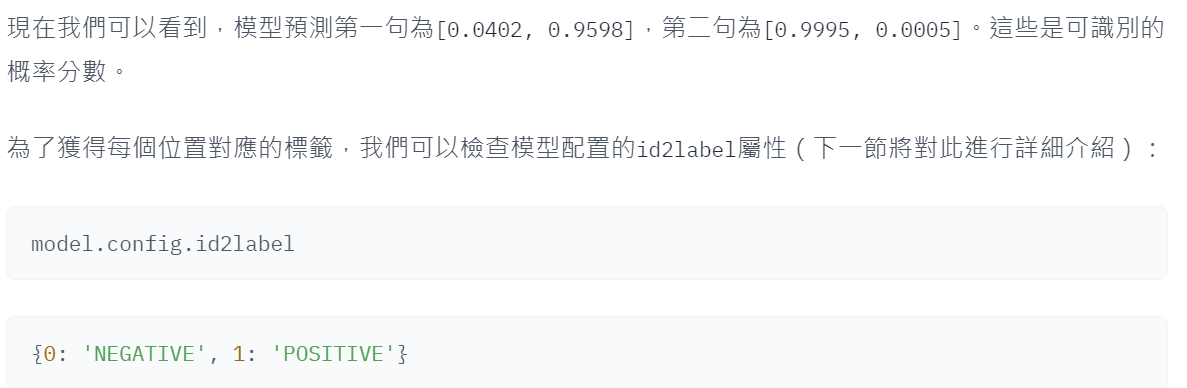 現在我們可以看到，模型預測第一句為[0.0402, 0.9598]，第二句為[0.9995, 0.0005]。這些是可識別的
概率分數。
為了獲得每個位置對應的標籤，我們可以檢查模型配置的id2label屬性（下一節將對此進行詳細介紹）：
model.config.id2label
{0: 'NEGATIVE', 1: 'POSITIVE'}